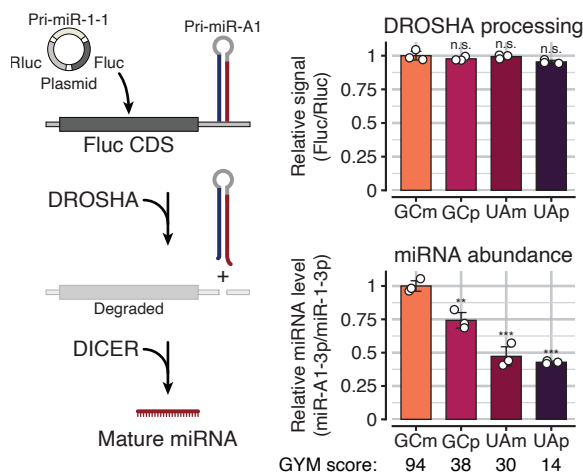 Pri-miR-1-1
Pri-miR-A1
Rluc
Fluc
Plasmid
Fluc CDS
DROSHA
+
Degraded
DICER
Mature miRNA
DROSHA processing
Relative signal
(Fluc/Rluc)
1
0.75
0.5
0.25
0
n.s.
n.s.
n.s.
GCm
GCp
UAm
UAp
miRNA abundance
Relative miRNA level
(miR-A1-3p/miR-1-3p)
1
0.75
0.5
0.25
0
**
***
***
GCm
GCp
UAm
UAp
GYM score:
94
38
30
14